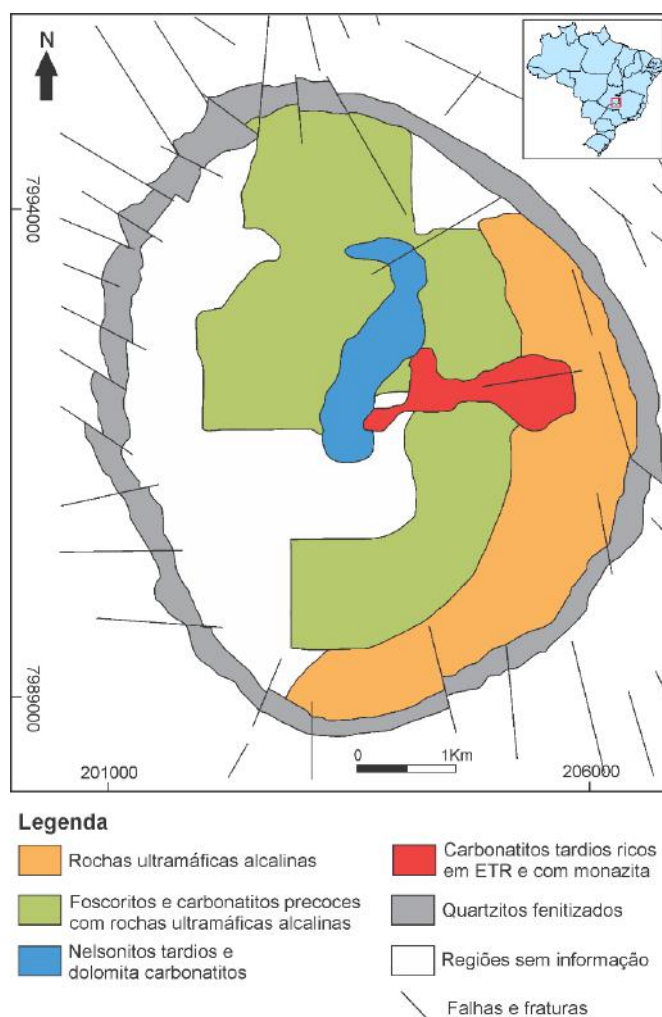 N
7994000
7989000
0
1Km
201000
206000
Legenda
Rochas ultramáficas alcalinas
Foscoritos e carbonatitos precoces
com rochas ultramáficas alcalinas
Nelsonitos tardios e
dolomita carbonatitos
Carbonatitos tardios ricos
em ETR e com monazita
Quartzitos fenitizados
Regiões sem informação
Falhas e fraturas